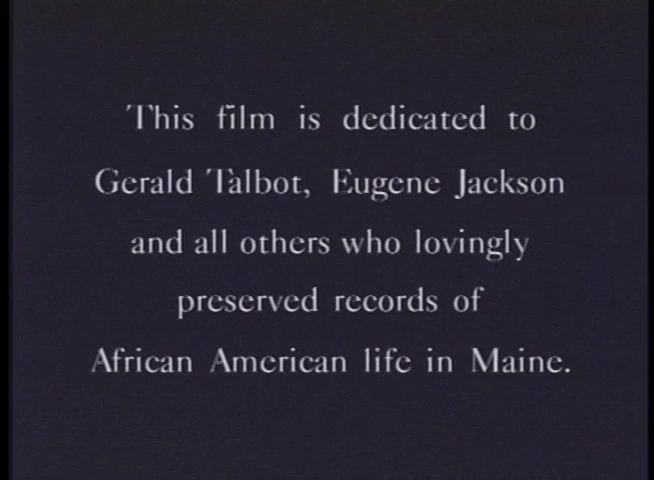 This film is dedicated to
Gerald Talbot, Eugene Jackson
and all others who lovingly
preserved records of
African American life in Maine.